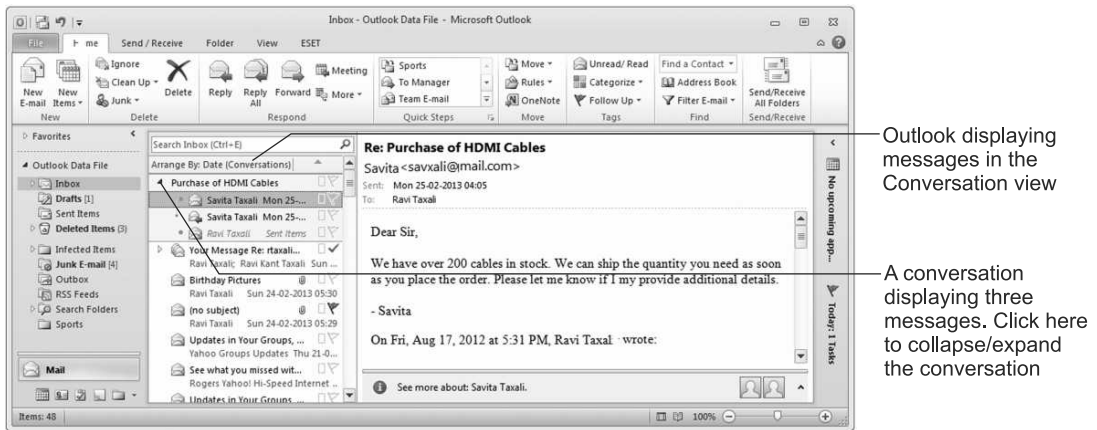 Inbox - Outlook Data File - Microsoft Outlook
File
H me
Send / Receive
Folder
View
ESET
New E-mail
New Items
New
Ignore
Clean Up
Junk
Delete
Delete
Reply
Reply All
Forward
Meeting
More
Respond
Sports
To Manager
Team E-mail
Quick Steps
Move
Rules
OneNote
Move
Unread/ Read
Categorize
Follow Up
Tags
Find a Contact
Address Book
Filter E-mail
Find
Send/Receive All Folders
Send/Receive
Favorites
Outlook Data File
Inbox
Drafts [1]
Sent Items
Deleted Items (3)
Infected Items
Junk E-mail [4]
Outbox
RSS Feeds
Search Folders
Sports
Mail
Items: 48
Search Inbox (Ctrl+E)
Arrange By: Date (Conversations)
Purchase of HDMI Cables
Savita Taxali Mon 25-...
Savita Taxali Mon 25-...
Ravi Taxali Sent Items
Your Message Re: rtaxali...
Ravi Taxali; Ravi Kant Taxali Sun ...
Birthday Pictures
Ravi Taxali Sun 24-02-2013 05:30
(no subject)
Ravi Taxali Sun 24-02-2013 05:29
Updates in Your Groups, ...
Yahoo Groups Updates Thu 21-0...
See what you missed wit...
Rogers Yahoo! Hi-Speed Internet ..
Updates in Your Groups
Re: Purchase of HDMI Cables
Savita <savxali@mail.com>
Sent: Mon 25-02-2013 04:05
To: Ravi Taxali
Dear Sir,
We have over 200 cables in stock. We can ship the quantity you need as soon
as you place the order. Please let me know if I my provide additional details.
- Savita
On Fri, Aug 17, 2012 at 5:31 PM, Ravi Taxal wrote:
See more about: Savita Taxali.
No upcoming app...
Today: 1 Tasks
100%
Outlook displaying
messages in the
Conversation view
A conversation
displaying three
messages. Click here
to collapse/expand
the conversation